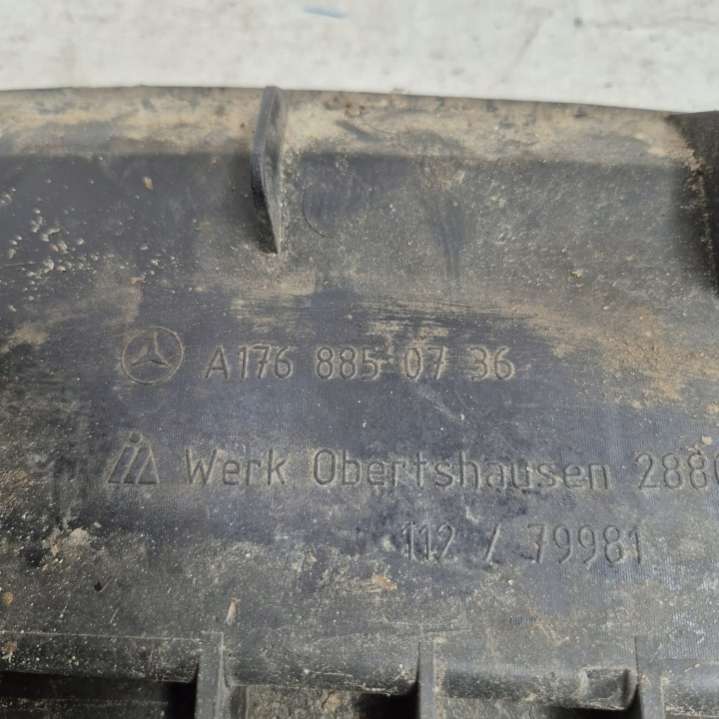 A176 885 07 36
Werk Obertshausen 288
112 / 79981